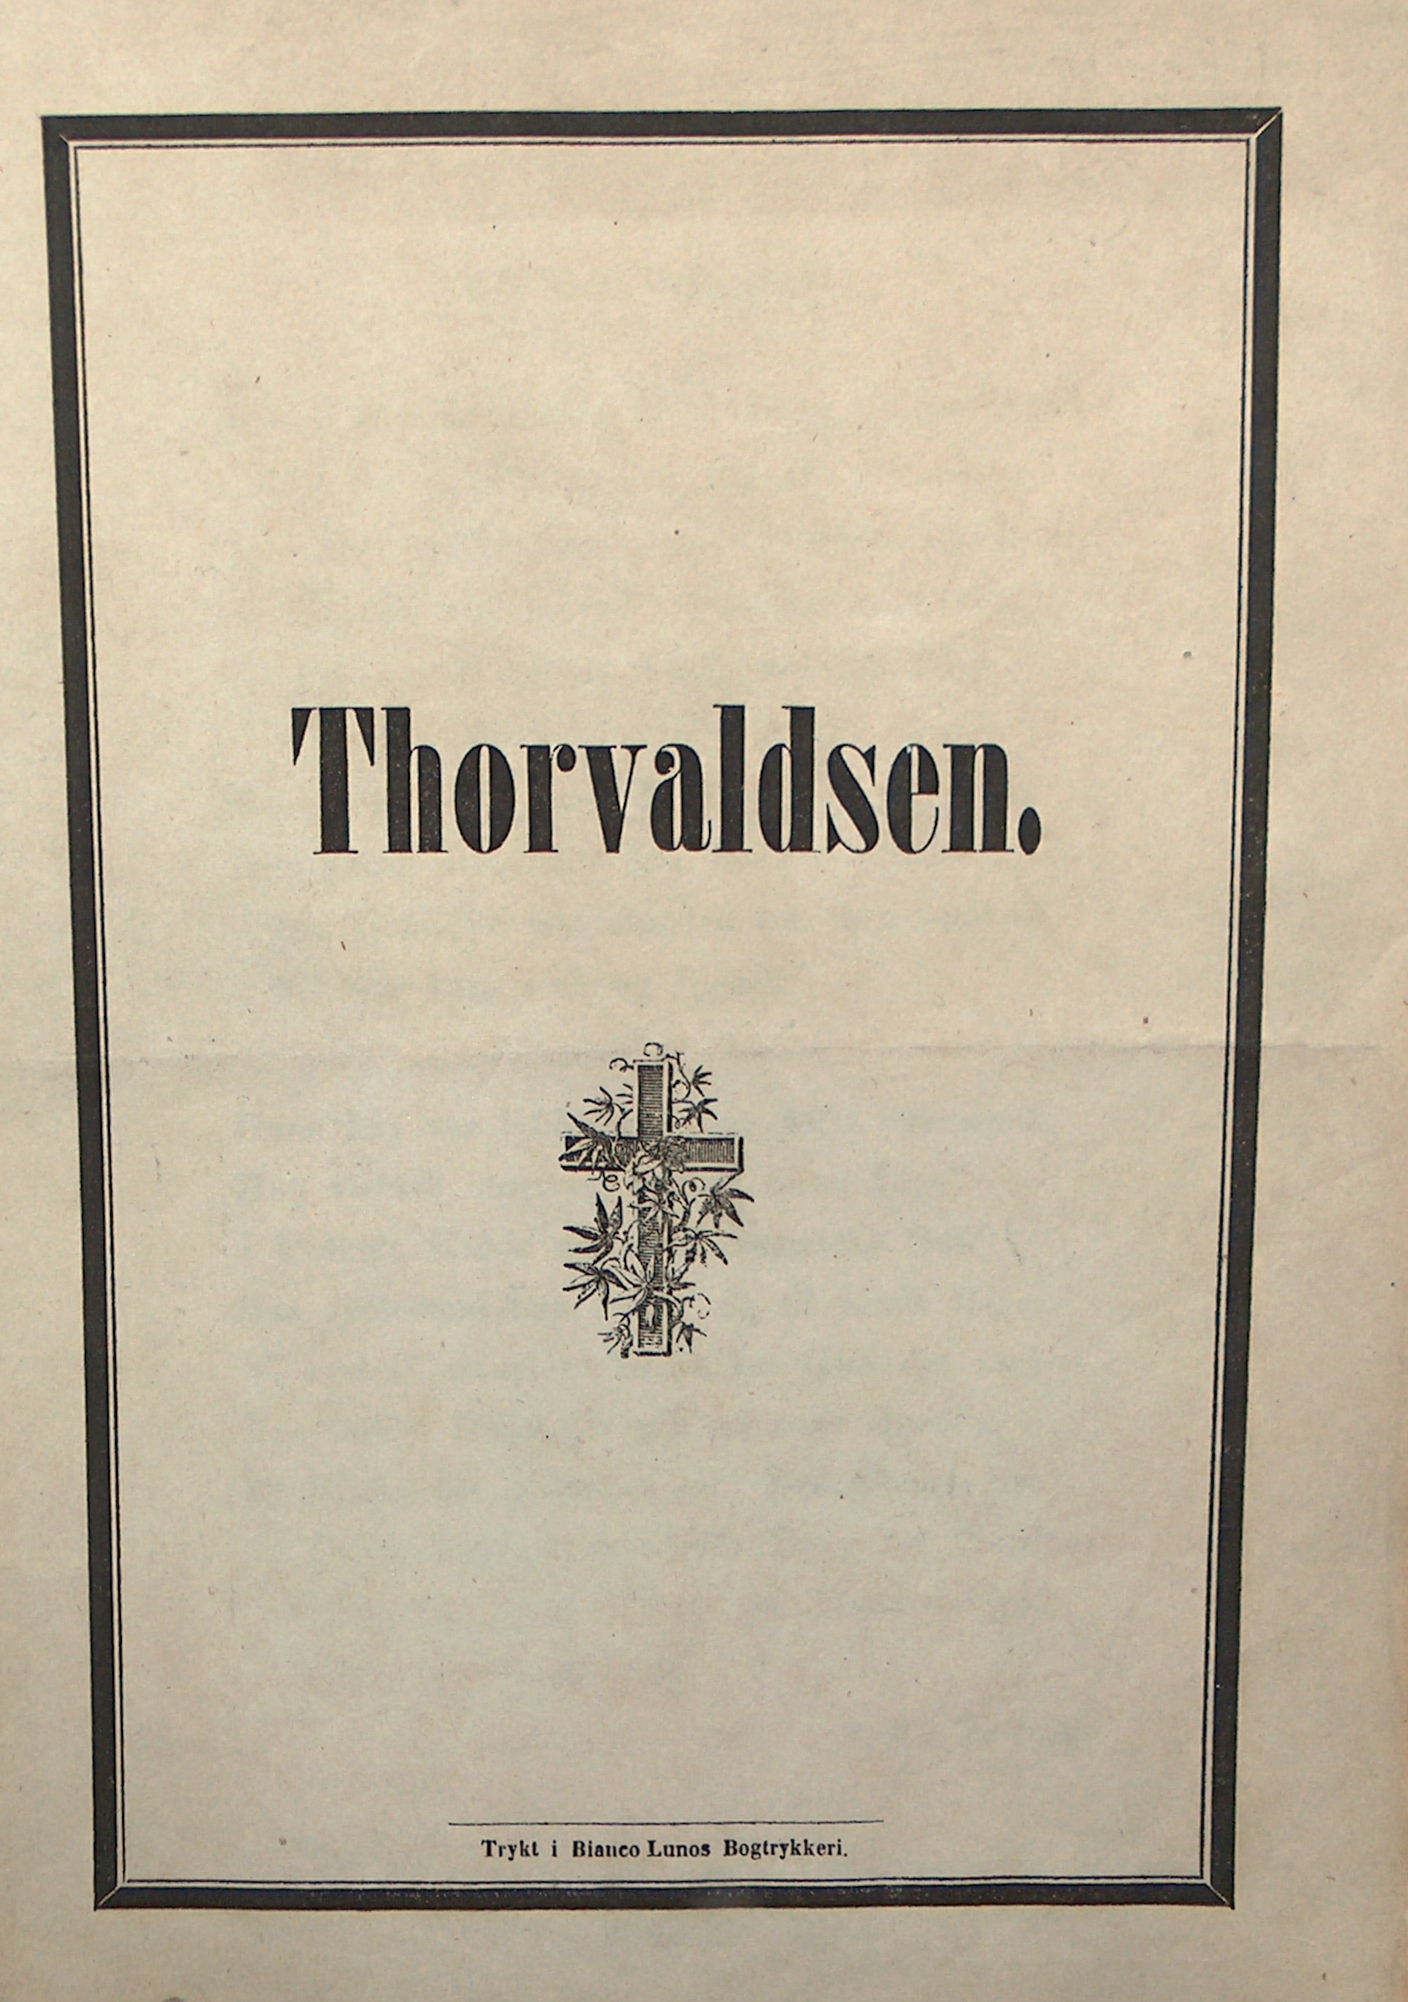 Thorvaldsen.
Trykt i Bianco Lunos Bogtrykkeri.